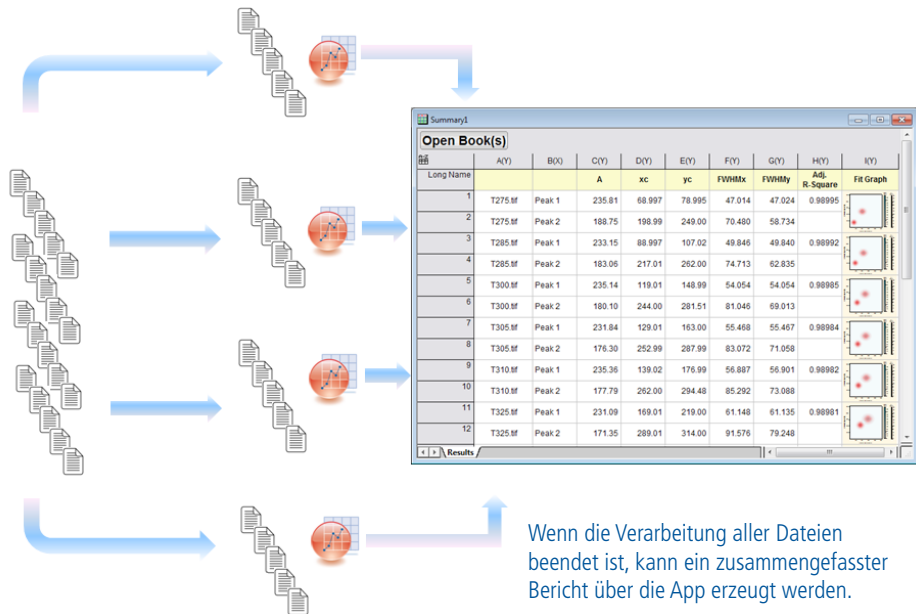 Summary1
Open Book(s)
A(Y) B(X) C(Y) D(Y) E(Y) F(Y) G(Y) H(Y) I(Y)
Long Name A xc yc FWHMx FWHMy Adj. R-Square Fit Graph
1 T275.tif Peak 1 235.81 68.997 78.995 47.014 47.024 0.98995
2 T275.tif Peak 2 188.75 198.99 249.00 70.480 58.734
3 T285.tif Peak 1 233.15 88.997 107.02 49.846 49.840 0.98992
4 T285.tif Peak 2 183.06 217.01 262.00 74.713 62.835
5 T300.tif Peak 1 235.14 119.01 148.99 54.054 54.054 0.98985
6 T300.tif Peak 2 180.10 244.00 281.51 81.046 69.013
7 T305.tif Peak 1 231.84 129.01 163.00 55.468 55.467 0.98984
8 T305.tif Peak 2 176.30 252.99 287.99 83.072 71.058
9 T310.tif Peak 1 235.36 139.02 176.99 56.887 56.901 0.98982
10 T310.tif Peak 2 177.79 262.00 294.48 85.292 73.088
11 T325.tif Peak 1 231.09 169.01 219.00 61.148 61.135 0.98981
12 T325.tif Peak 2 171.35 289.01 314.00 91.576 79.248
Results
Wenn die Verarbeitung aller Dateien
beendet ist, kann ein zusammengefasster
Bericht über die App erzeugt werden.